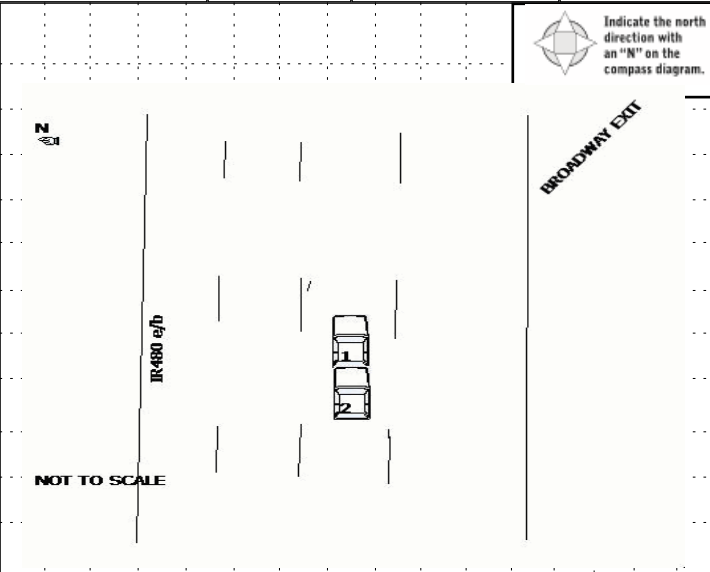 Indicate the north
direction with
an "N" on the
compass diagram.
N
BROADWAY EXIT
IR480 e/b
1
2
NOT TO SCALE